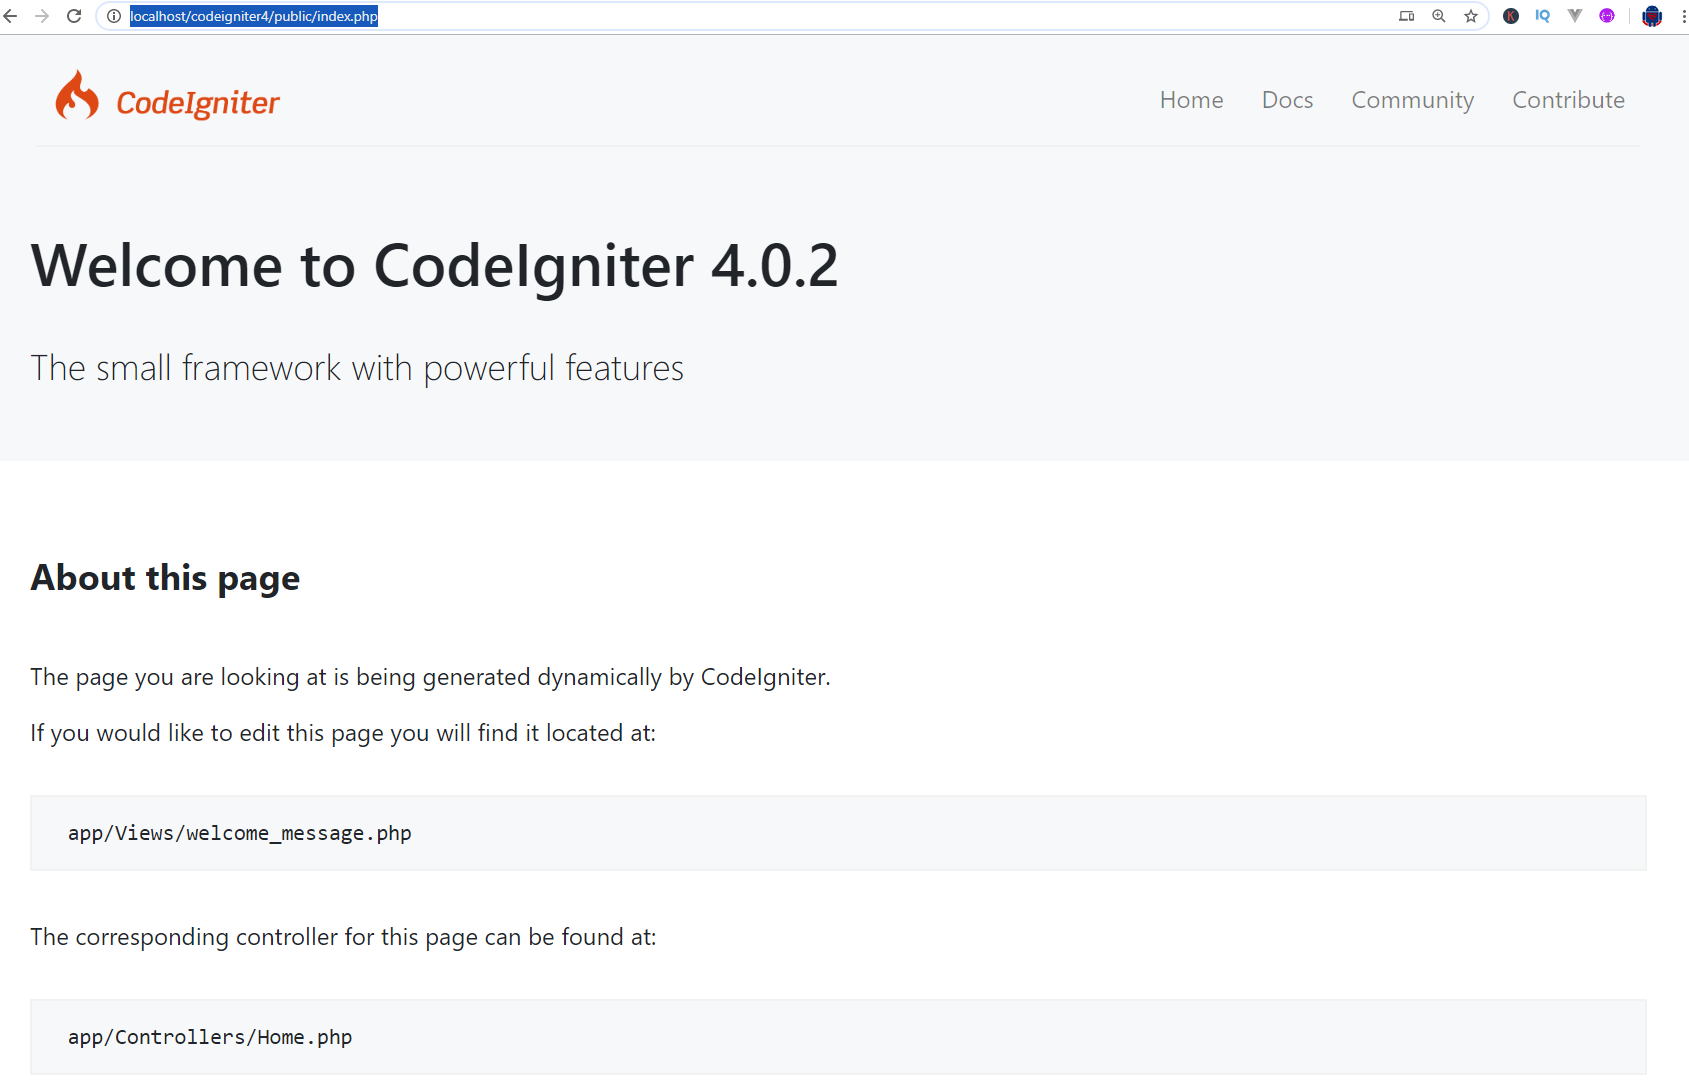 localhost/codeigniter4/public/index.php
K
IQ
CodeIgniter
Home Docs Community Contribute
Welcome to CodeIgniter 4.0.2
The small framework with powerful features
About this page
The page you are looking at is being generated dynamically by CodeIgniter.
If you would like to edit this page you will find it located at:
app/Views/welcome_message.php
The corresponding controller for this page can be found at:
app/Controllers/Home.php